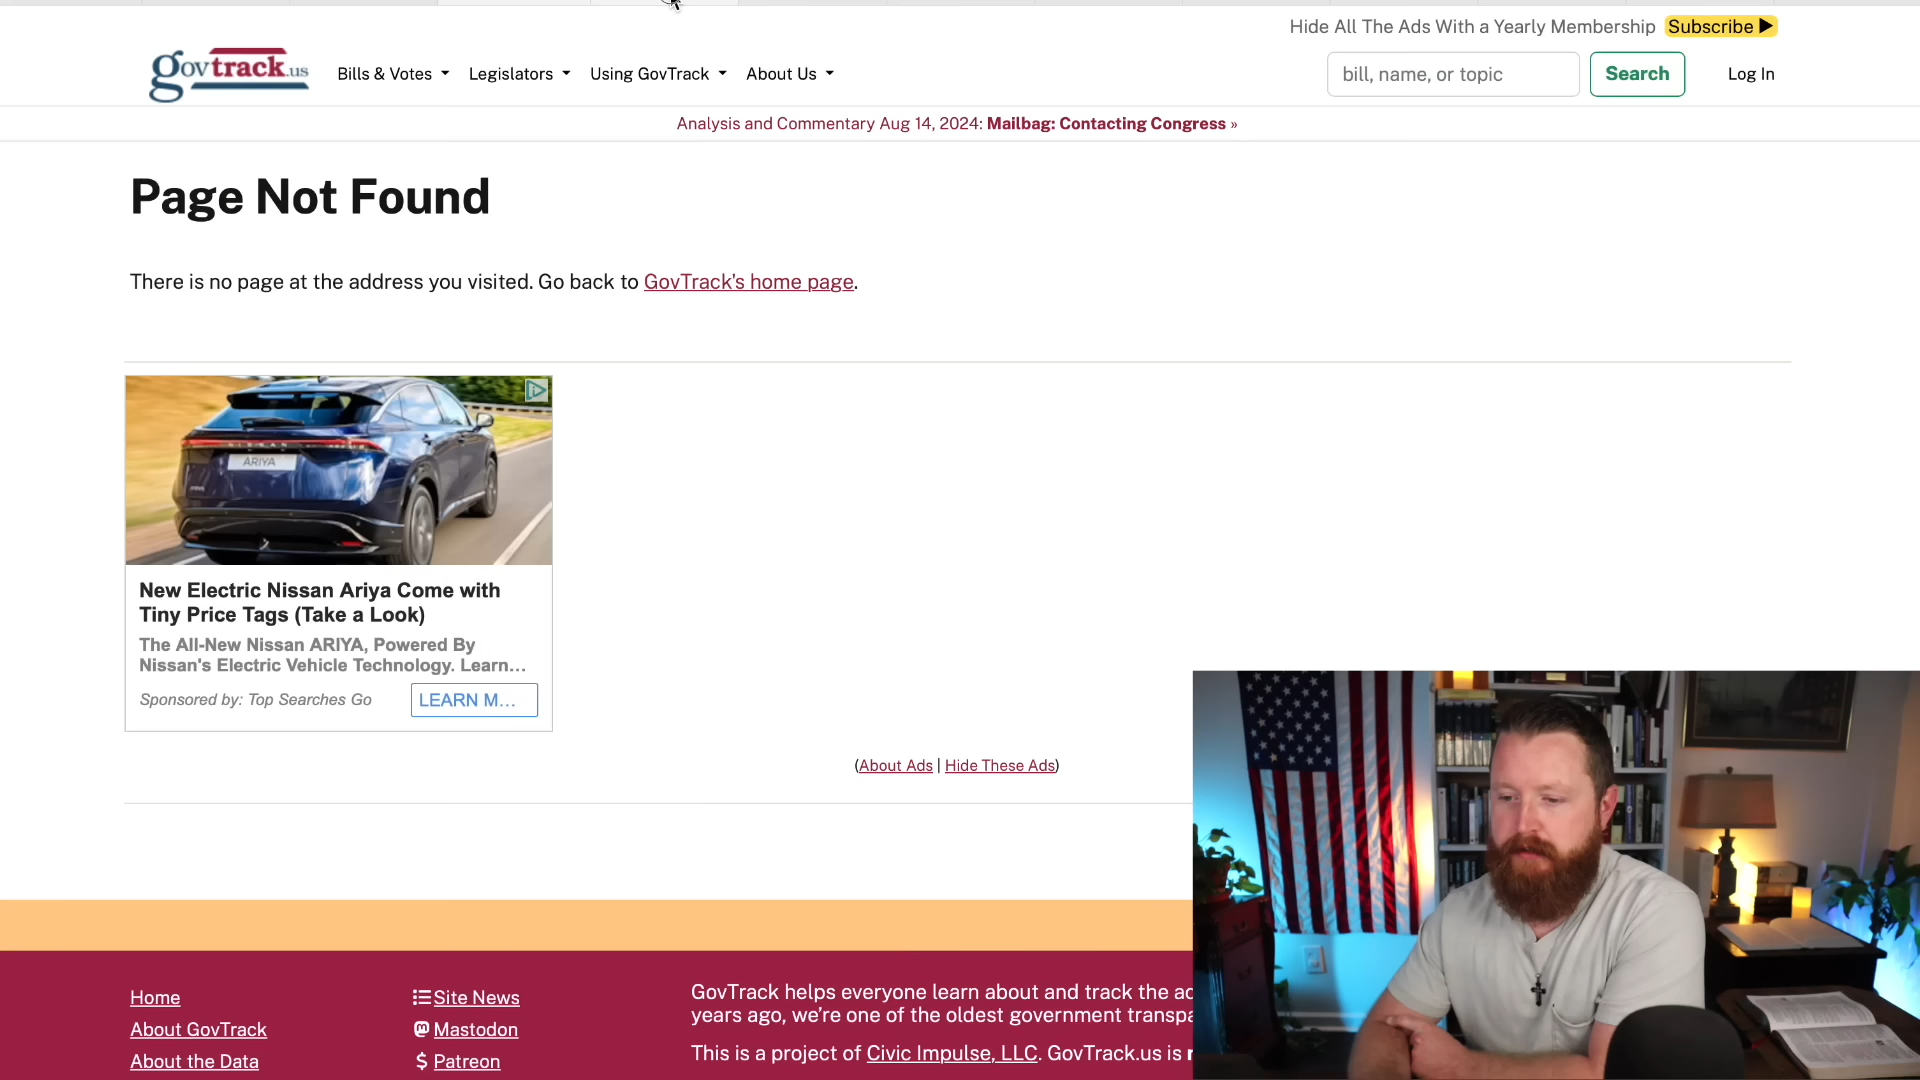 Hide All The Ads With a Yearly Membership Subscribe ▶
govtrack.us
Bills & Votes
Legislators
Using GovTrack
About Us
bill, name, or topic
Search
Log In
Analysis and Commentary Aug 14, 2024: Mailbag: Contacting Congress »
Page Not Found
There is no page at the address you visited. Go back to GovTrack's home page.
NISSAN
ARIYA
New Electric Nissan Ariya Come with
Tiny Price Tags (Take a Look)
The All-New Nissan ARIYA, Powered By
Nissan's Electric Vehicle Technology. Learn...
Sponsored by: Top Searches Go
LEARN M...
(About Ads | Hide These Ads)
Home
About GovTrack
About the Data
Site News
Mastodon
$ Patreon
GovTrack helps everyone learn about and track the ac
years ago, we're one of the oldest government transpa
This is a project of Civic Impulse, LLC. GovTrack.us is